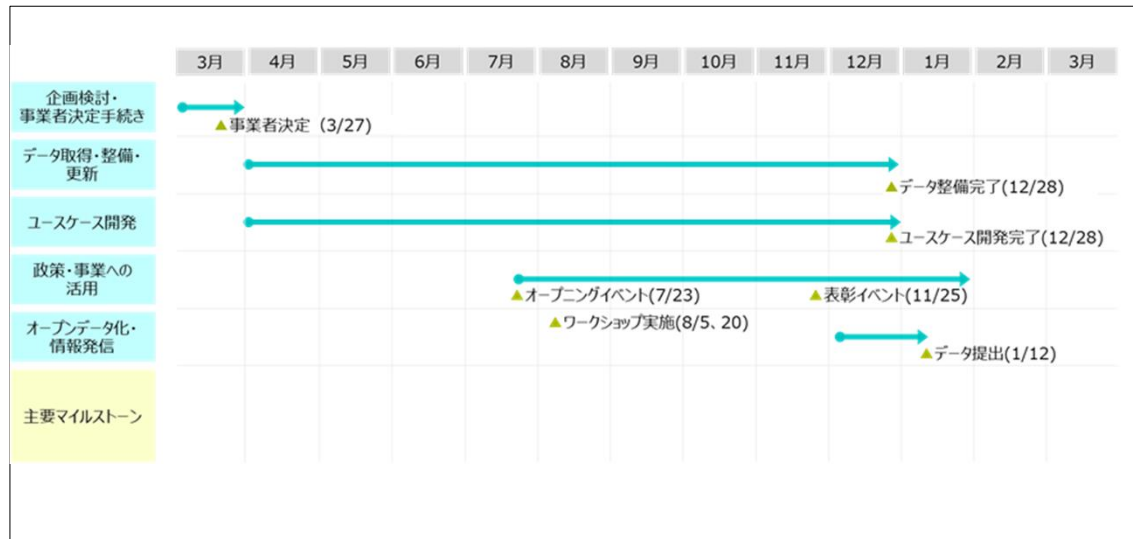 3月 4月 5月 6月 7月 8月 9月 10月 11月 12月 1月 2月 3月
企画検討・
事業者決定手続き
▲事業者決定（3/27）
データ取得・整備・
更新
▲データ整備完了(12/28)
ユースケース開発
▲ユースケース開発完了(12/28)
政策・事業への
活用
▲オープニングイベント(7/23) ▲表彰イベント(11/25)
▲ワークショップ実施(8/5、20)
オープンデータ化・
情報発信
▲データ提出(1/12)
主要マイルストーン